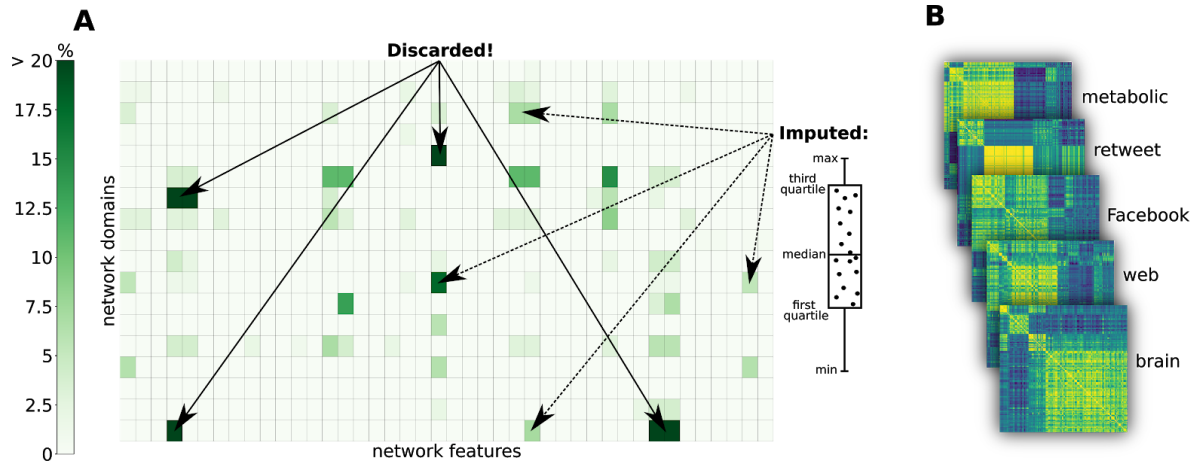 A
%
> 20
17.5
15
12.5
10
7.5
5
2.5
0
network domains
network features
Discarded!
Imputed:
max
third
quartile
median
first
quartile
min
B
metabolic
retweet
Facebook
web
brain